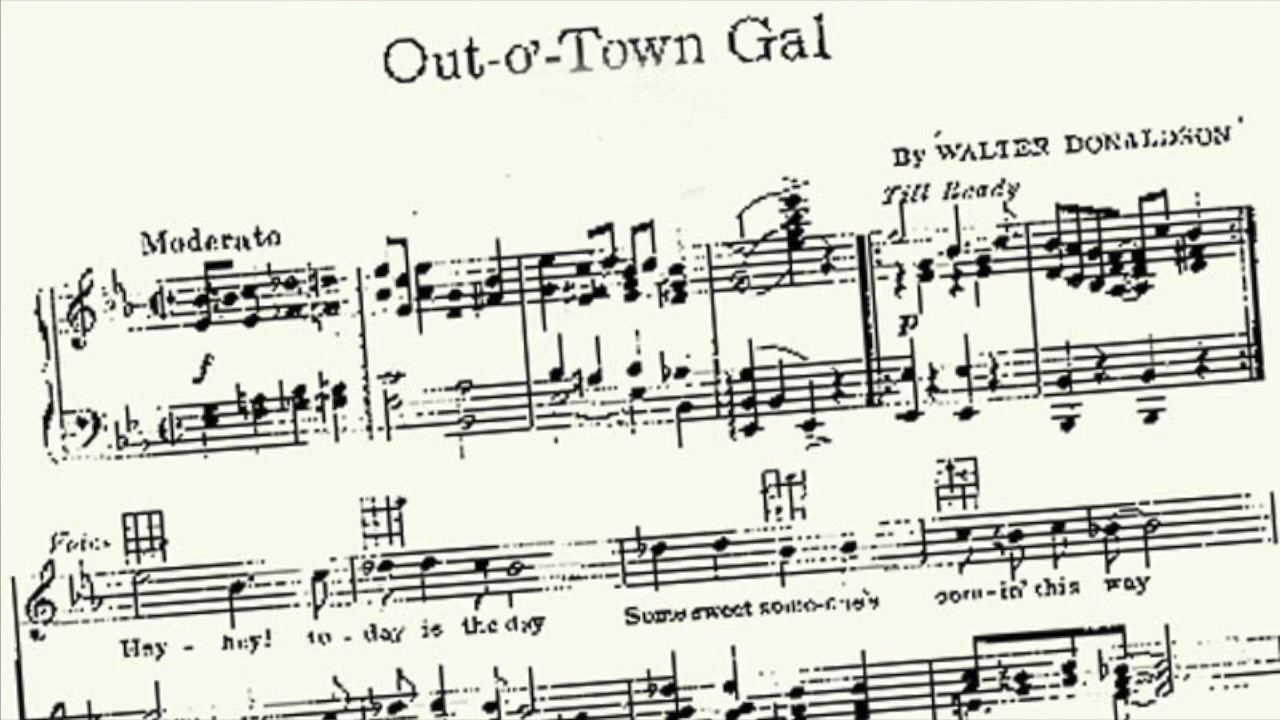 Out-o'-Town Gal
By WALTER DONALDSON
Till Ready
Moderato
f
p
Voice
Hay - hey! to - day is the day Some sweet some-one's com-in' this way